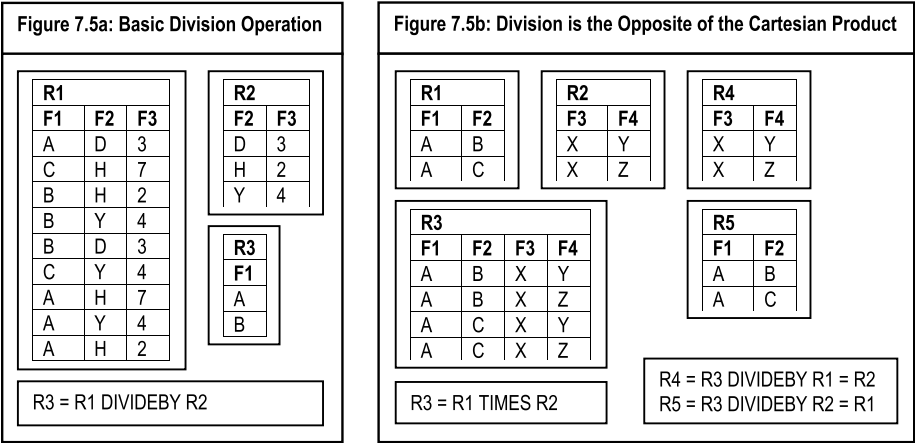 Figure 7.5a: Basic Division Operation
R1
F1 F2 F3
A D 3
C H 7
B H 2
B Y 4
B D 3
C Y 4
A H 7
A Y 4
A H 2
R2
F2 F3
D 3
H 2
Y 4
R3
F1
A
B
R3 = R1 DIVIDEBY R2
Figure 7.5b: Division is the Opposite of the Cartesian Product
R1
F1 F2
A B
A C
R2
F3 F4
X Y
X Z
R4
F3 F4
X Y
X Z
R3
F1 F2 F3 F4
A B X Y
A B X Z
A C X Y
A C X Z
R5
F1 F2
A B
A C
R3 = R1 TIMES R2
R4 = R3 DIVIDEBY R1 = R2
R5 = R3 DIVIDEBY R2 = R1